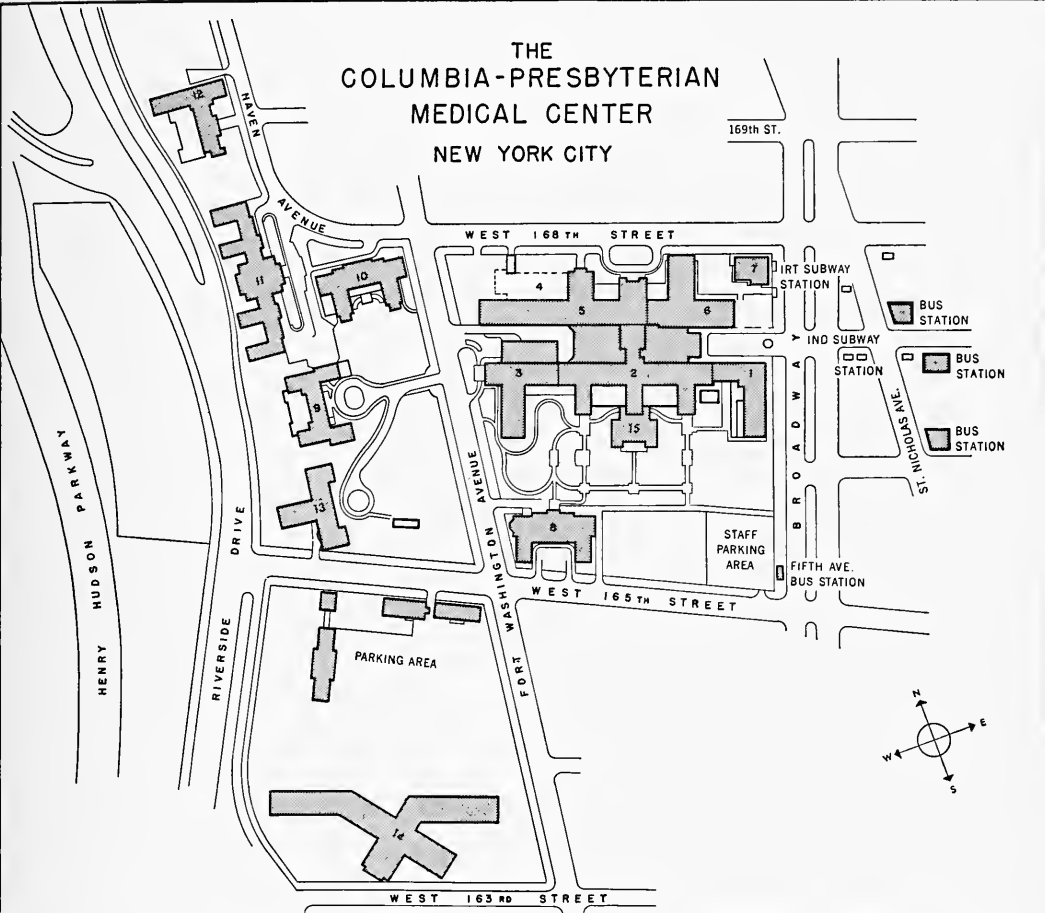 THE
COLUMBIA-PRESBYTERIAN
MEDICAL CENTER
NEW YORK CITY
169TH ST.
HAVEN
AVENUE
WEST 168TH STREET
IRT SUBWAY
STATION
BUS
STATION
IND SUBWAY
STATION
BUS
STATION
BUS
STATION
ST. NICHOLAS AVE.
BROADWAY
12
11
10
4
5
6
7
3
2
1
9
15
13
8
FORT WASHINGTON AVENUE
STAFF
PARKING
AREA
FIFTH AVE.
BUS STATION
HENRY HUDSON PARKWAY
RIVERSIDE DRIVE
WEST 165TH STREET
PARKING AREA
N
E
W
S
14
WEST 163RD STREET